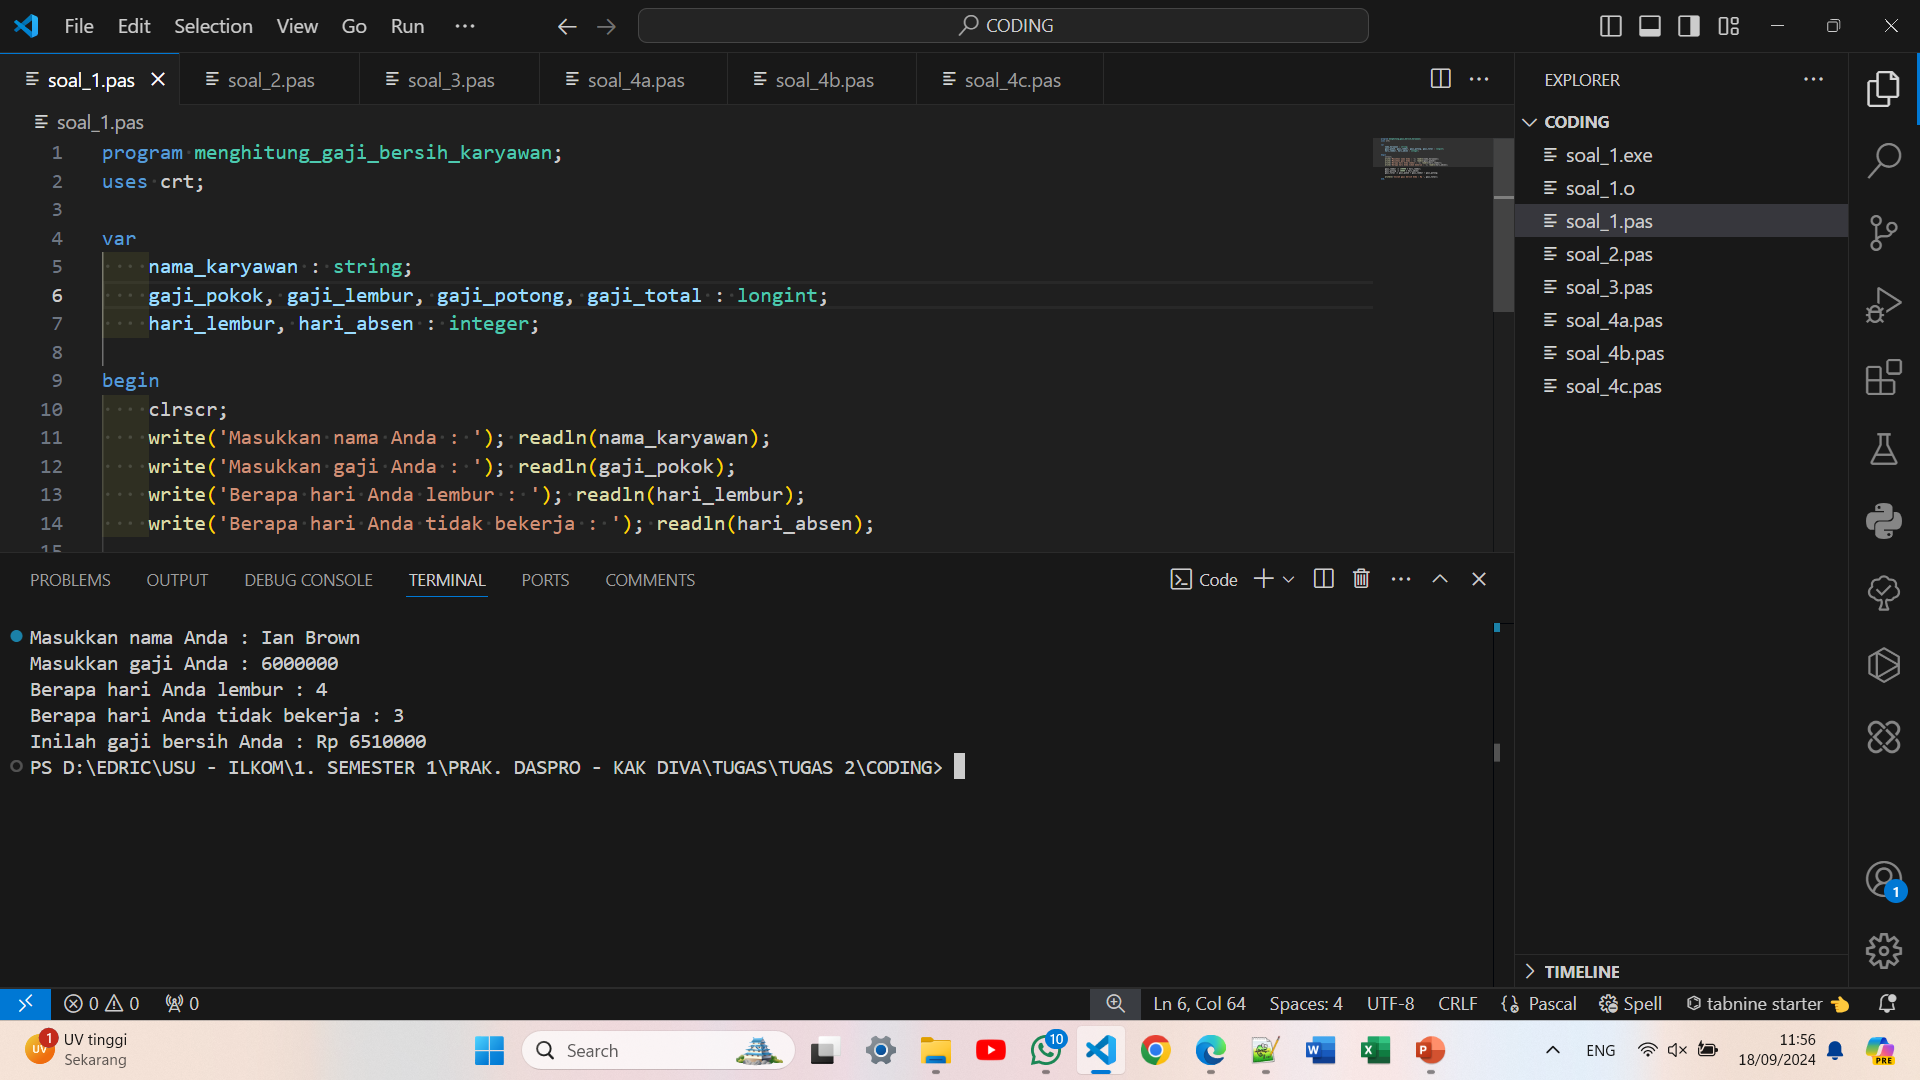 File Edit Selection View Go Run ··· CODING
soal_1.pas soal_2.pas soal_3.pas soal_4a.pas soal_4b.pas soal_4c.pas
soal_1.pas
1 program menghitung_gaji_bersih_karyawan;
2 uses crt;
3
4 var
5 nama_karyawan : string;
6 gaji_pokok, gaji_lembur, gaji_potong, gaji_total : longint;
7 hari_lembur, hari_absen : integer;
8
9 begin
10 clrscr;
11 write('Masukkan nama Anda : '); readln(nama_karyawan);
12 write('Masukkan gaji Anda : '); readln(gaji_pokok);
13 write('Berapa hari Anda lembur : '); readln(hari_lembur);
14 write('Berapa hari Anda tidak bekerja : '); readln(hari_absen);
15
PROBLEMS OUTPUT DEBUG CONSOLE TERMINAL PORTS COMMENTS Code
Masukkan nama Anda : Ian Brown
Masukkan gaji Anda : 6000000
Berapa hari Anda lembur : 4
Berapa hari Anda tidak bekerja : 3
Inilah gaji bersih Anda : Rp 6510000
PS D:\EDRIC\USU - ILKOM\1. SEMESTER 1\PRAK. DASPRO - KAK DIVA\TUGAS\TUGAS 2\CODING>
EXPLORER
CODING
soal_1.exe
soal_1.o
soal_1.pas
soal_2.pas
soal_3.pas
soal_4a.pas
soal_4b.pas
soal_4c.pas
TIMELINE
1
0 0 0 Ln 6, Col 64 Spaces: 4 UTF-8 CRLF Pascal Spell tabnine starter
1 UV UV tinggi
Sekarang
Search
10
ENG
11:56
18/09/2024
PRE